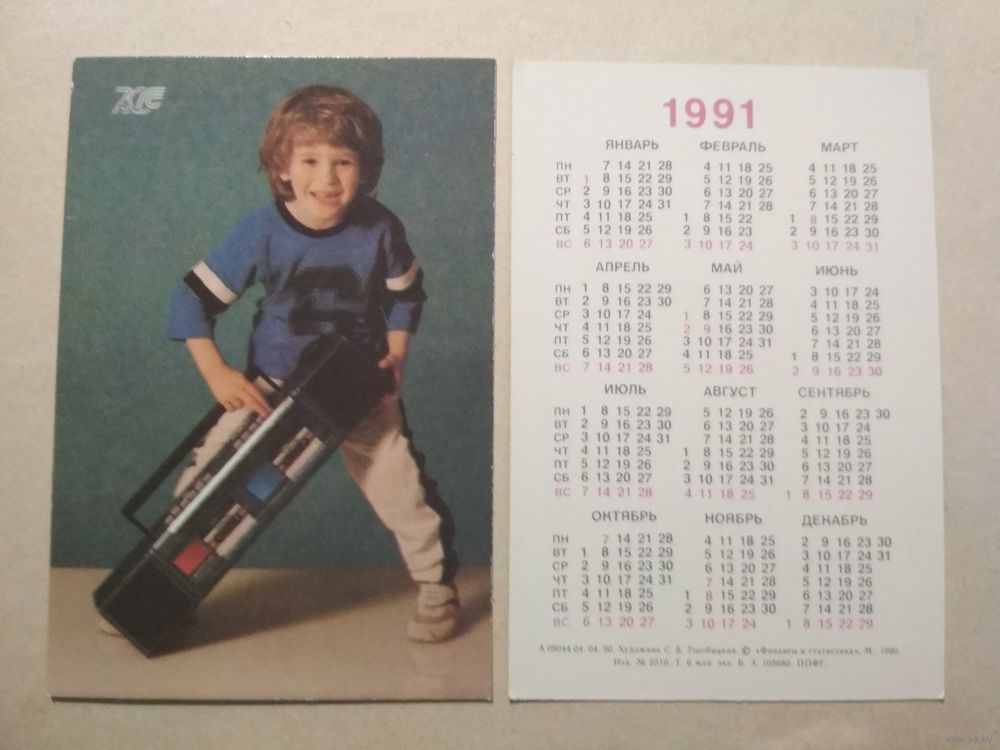 ЖС
1991
ЯНВАРЬ ФЕВРАЛЬ МАРТ
ПН 7 14 21 28 4 11 18 25 4 11 18 25
ВТ 1 8 15 22 29 5 12 19 26 5 12 19 26
СР 2 9 16 23 30 6 13 20 27 6 13 20 27
ЧТ 3 10 17 24 31 7 14 21 28 7 14 21 28
ПТ 4 11 18 25 1 8 15 22 1 8 15 22 29
СБ 5 12 19 26 2 9 16 23 2 9 16 23 30
ВС 6 13 20 27 3 10 17 24 3 10 17 24 31
АПРЕЛЬ МАЙ ИЮНЬ
ПН 1 8 15 22 29 6 13 20 27 3 10 17 24
ВТ 2 9 16 23 30 7 14 21 28 4 11 18 25
СР 3 10 17 24 1 8 15 22 29 5 12 19 26
ЧТ 4 11 18 25 2 9 16 23 30 6 13 20 27
ПТ 5 12 19 26 3 10 17 24 31 7 14 21 28
СБ 6 13 20 27 4 11 18 25 1 8 15 22 29
ВС 7 14 21 28 5 12 19 26 2 9 16 23 30
ИЮЛЬ АВГУСТ СЕНТЯБРЬ
ПН 1 8 15 22 29 5 12 19 26 2 9 16 23 30
ВТ 2 9 16 23 30 6 13 20 27 3 10 17 24
СР 3 10 17 24 31 7 14 21 28 4 11 18 25
ЧТ 4 11 18 25 1 8 15 22 29 5 12 19 26
ПТ 5 12 19 26 2 9 16 23 30 6 13 20 27
СБ 6 13 20 27 3 10 17 24 31 7 14 21 28
ВС 7 14 21 28 4 11 18 25 1 8 15 22 29
ОКТЯБРЬ НОЯБРЬ ДЕКАБРЬ
ПН 7 14 21 28 4 11 18 25 2 9 16 23 30
ВТ 1 8 15 22 29 5 12 19 26 3 10 17 24 31
СР 2 9 16 23 30 6 13 20 27 4 11 18 25
ЧТ 3 10 17 24 31 7 14 21 28 5 12 19 26
ПТ 4 11 18 25 1 8 15 22 29 6 13 20 27
СБ 5 12 19 26 2 9 16 23 30 7 14 21 28
ВС 6 13 20 27 3 10 17 24 1 8 15 22 29
А 09044 04. 04. 90. Художник С. Б. Горобицкая. © «Финансы и статистика», М., 1990.
Изд. № 2510. Т. 6 млн. экз. В. З. 105680. ППФГ.
www.ay.by